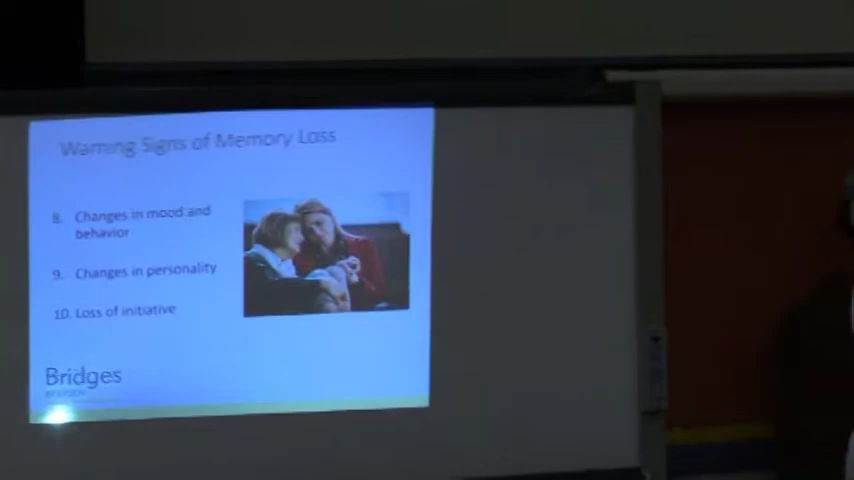 Warning Signs of Memory Loss
8. Changes in mood and
behavior
9. Changes in personality
10. Loss of initiative
Bridges